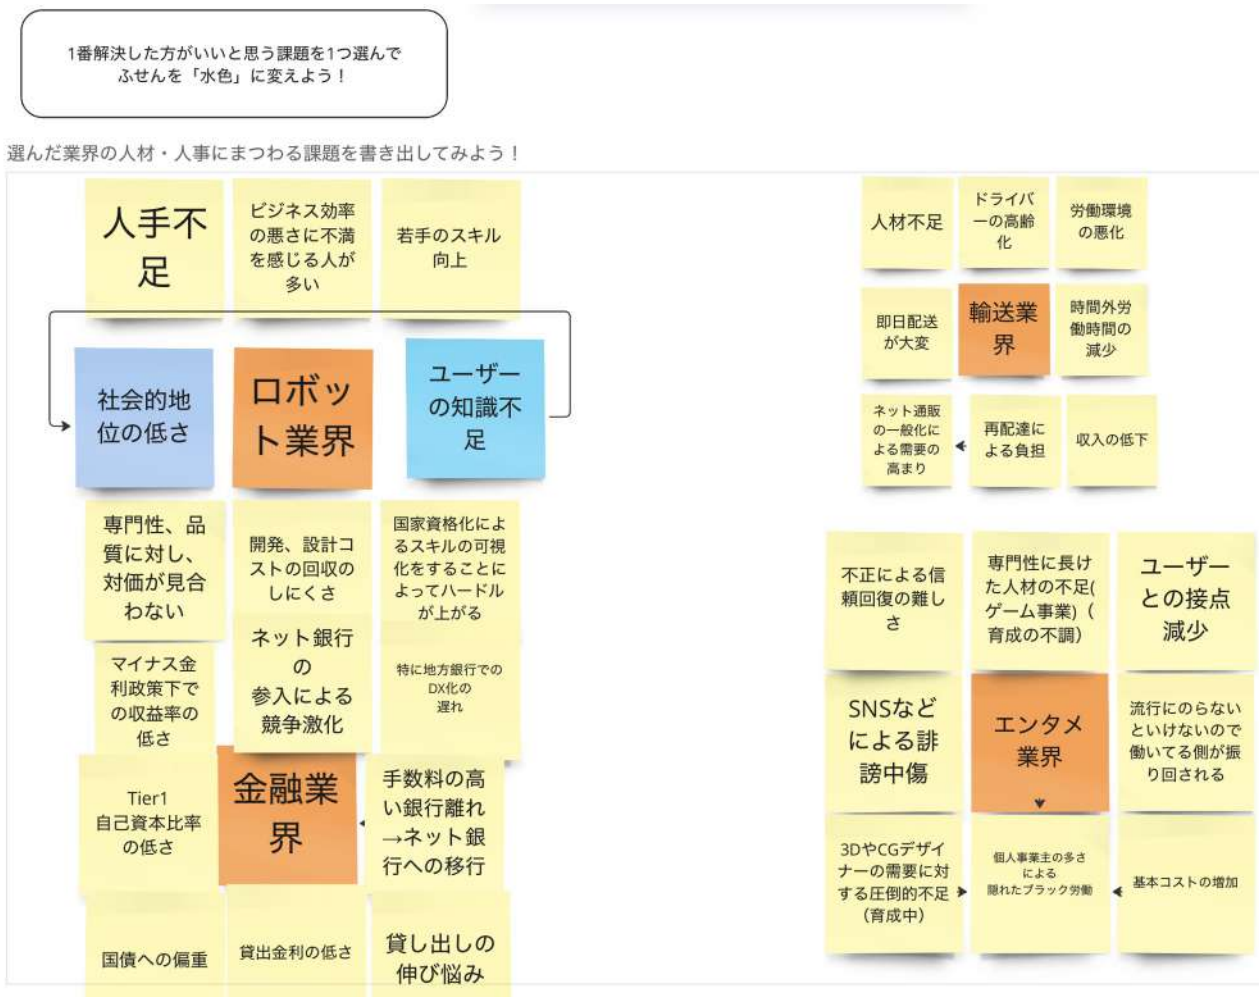 1番解決した方がいいと思う課題を1つ選んで
ふせんを「水色」に変えよう！
選んだ業界の人材・人事にまつわる課題を書き出してみよう！
人手不
足
ビジネス効率
の悪さに不満
を感じる人が
多い
若手のスキル
向上
社会的地
位の低さ
ロボッ
ト業界
ユーザー
の知識不
足
専門性、品
質に対し、
対価が見合
わない
開発、設計コ
ストの回収の
しにくさ
国家資格化によ
るスキルの可視
化をすることに
よってハードル
が上がる
マイナス金
利政策下で
の収益率の
低さ
ネット銀行
の
参入による
競争激化
特に地方銀行での
DX化の
遅れ
Tier1
自己資本比率
の低さ
金融業
界
手数料の高
い銀行離れ
→ネット銀
行への移行
国債への偏重
貸出金利の低さ
貸し出しの
伸び悩み
人材不足
ドライバ
ーの高齢
化
労働環境
の悪化
即日配送
が大変
輸送業
界
時間外労
働時間の
減少
ネット通販
の一般化に
よる需要の
高まり
再配達に
よる負担
収入の低下
不正による信
頼回復の難し
さ
専門性に長け
た人材の不足(
ゲーム事業)（
育成の不調）
ユーザー
との接点
減少
SNSなど
による誹
謗中傷
エンタメ
業界
流行にのらない
といけないので
働いてる側が振
り回される
3DやCGデザイ
ナーの需要に対
する圧倒的不足
（育成中）
個人事業主の多さ
による
隠れたブラック労働
基本コストの増加